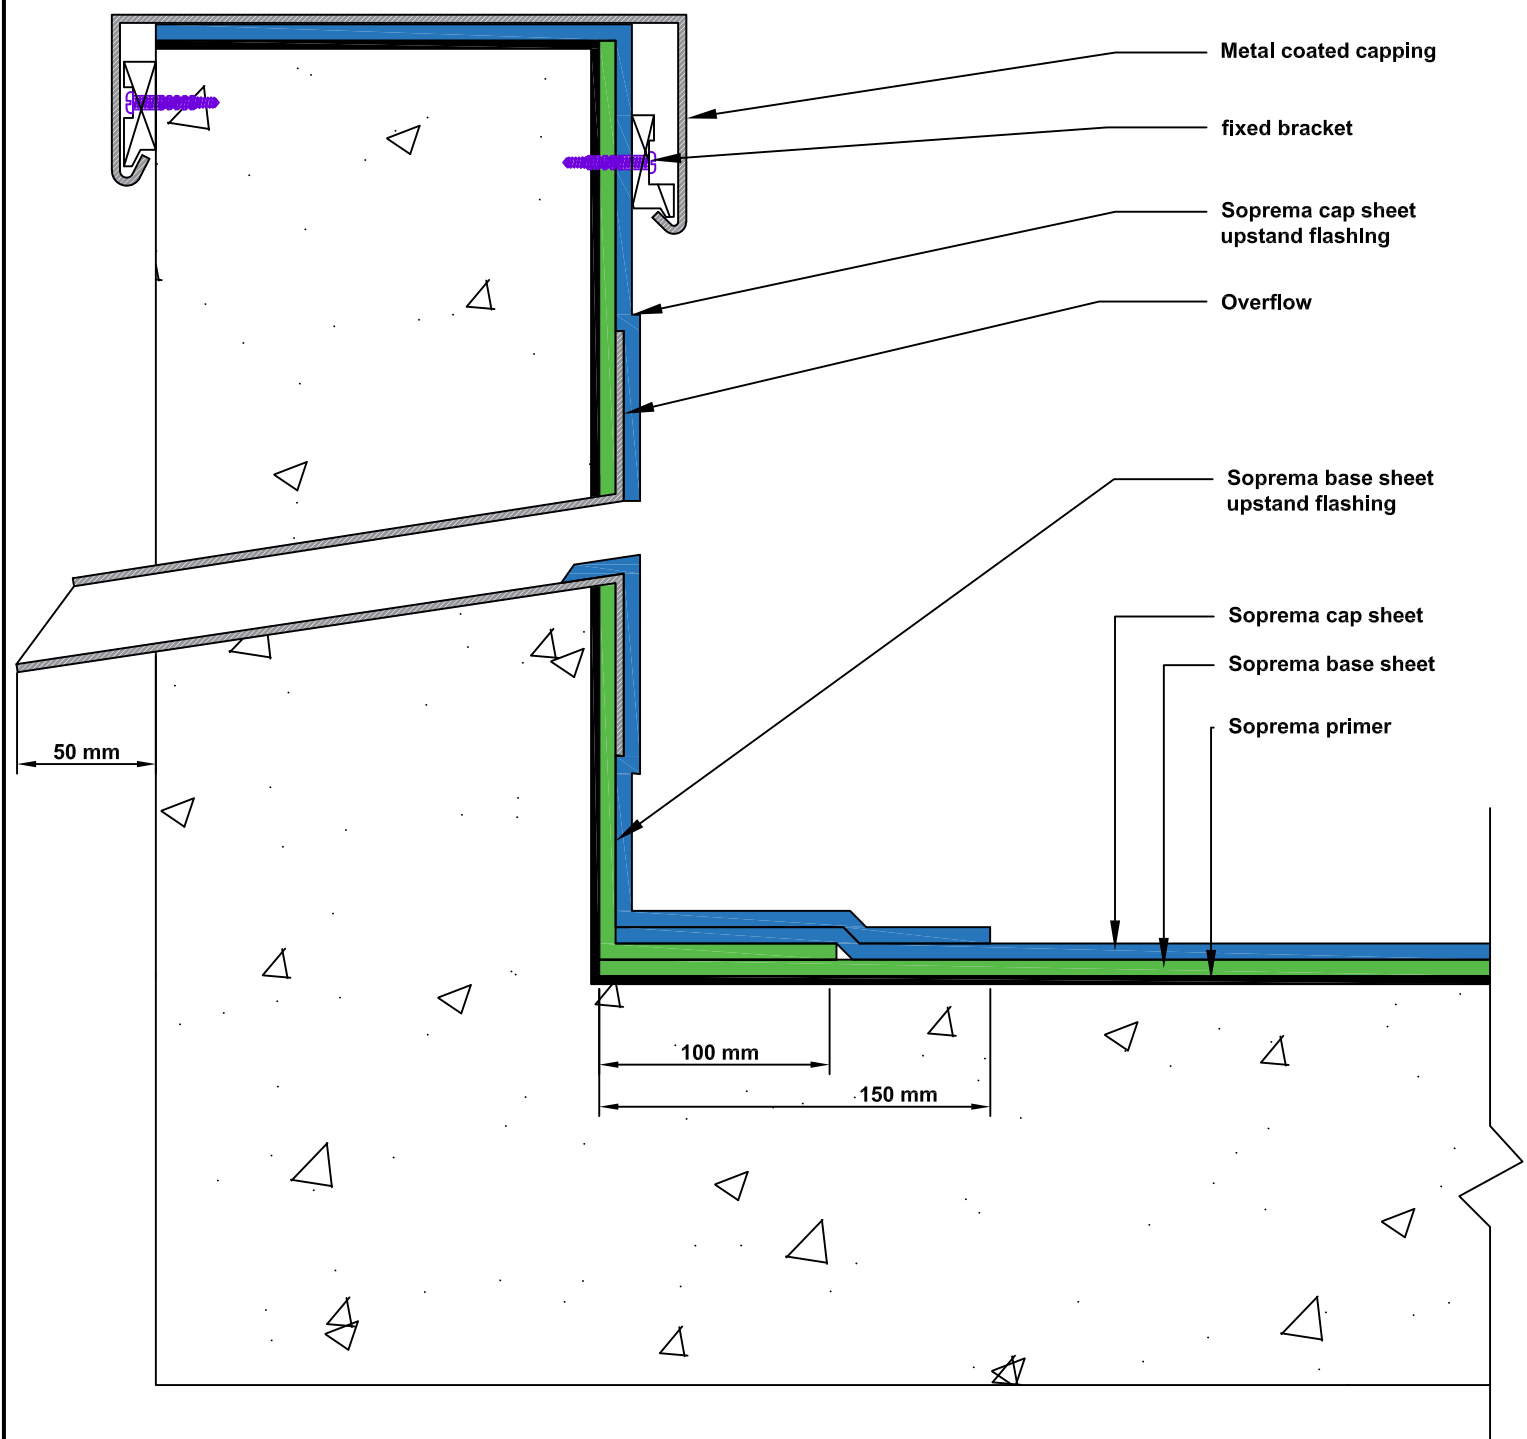 Metal coated capping
fixed bracket
Soprema cap sheet
upstand flashing
Overflow
Soprema base sheet
upstand flashing
Soprema cap sheet
Soprema base sheet
Soprema primer
50 mm
100 mm
150 mm